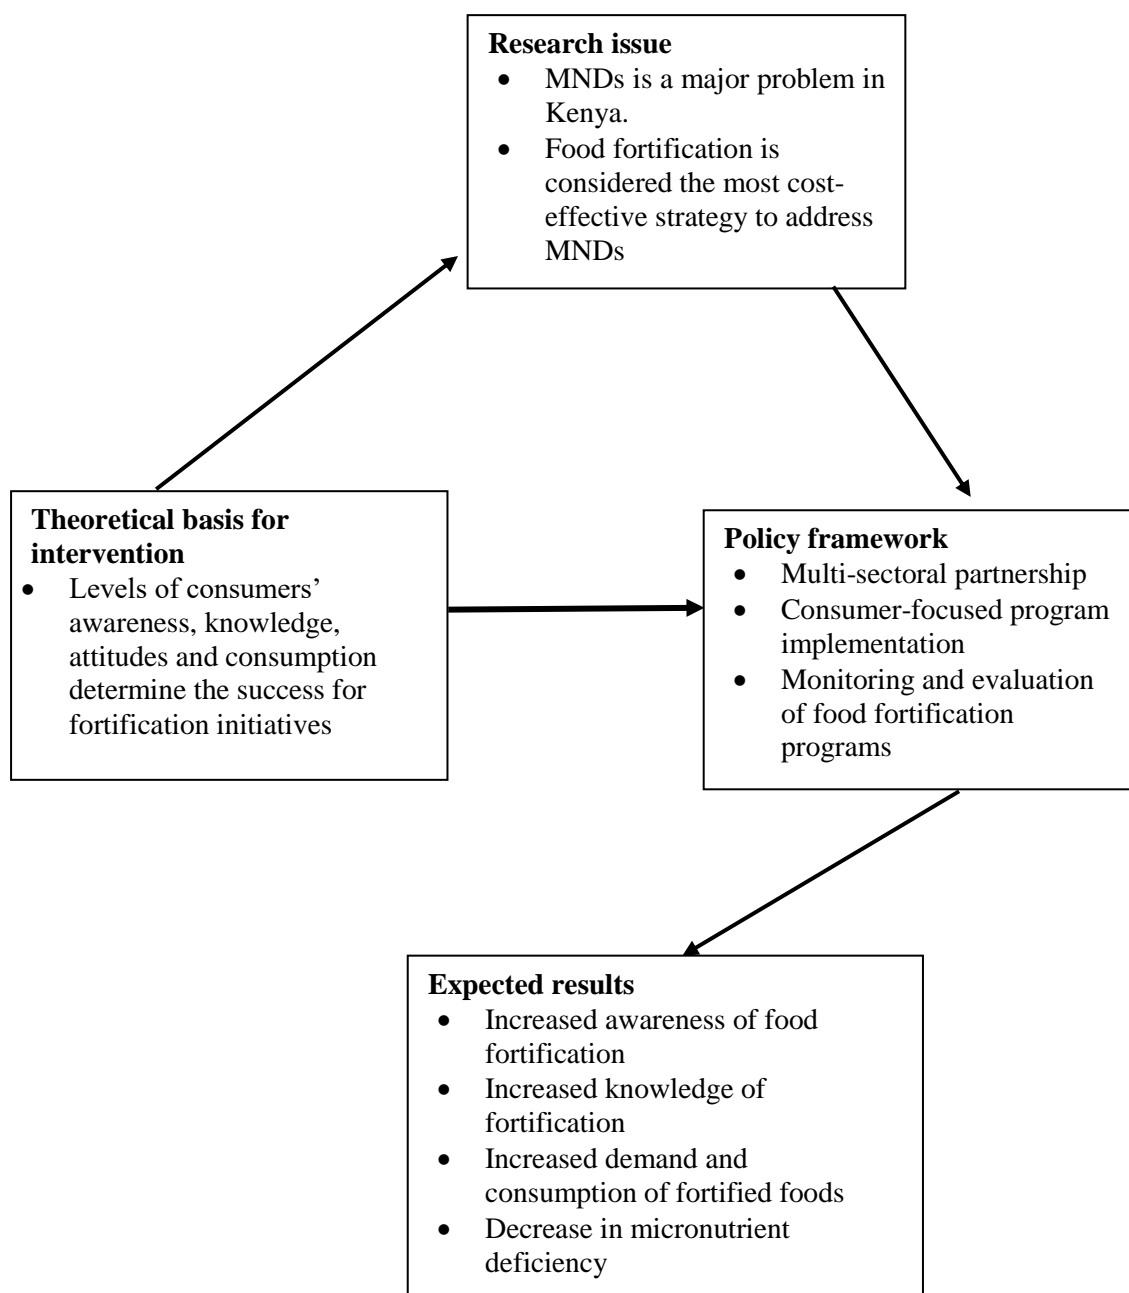 Research issue
• MNDs is a major problem in
Kenya.
• Food fortification is
considered the most cost-
effective strategy to address
MNDs
Theoretical basis for
intervention
• Levels of consumers’
awareness, knowledge,
attitudes and consumption
determine the success for
fortification initiatives
Policy framework
• Multi-sectoral partnership
• Consumer-focused program
implementation
• Monitoring and evaluation
of food fortification
programs
Expected results
• Increased awareness of food
fortification
• Increased knowledge of
fortification
• Increased demand and
consumption of fortified foods
• Decrease in micronutrient
deficiency